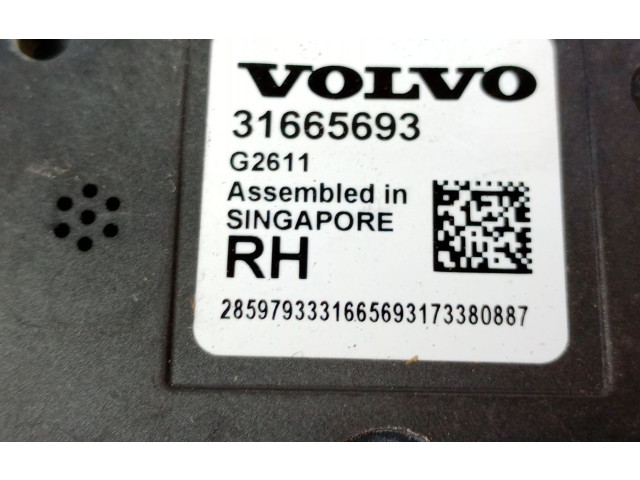 VOLVO
31665693
G2611
Assembled in
SINGAPORE
RH
2859793331665693173380887